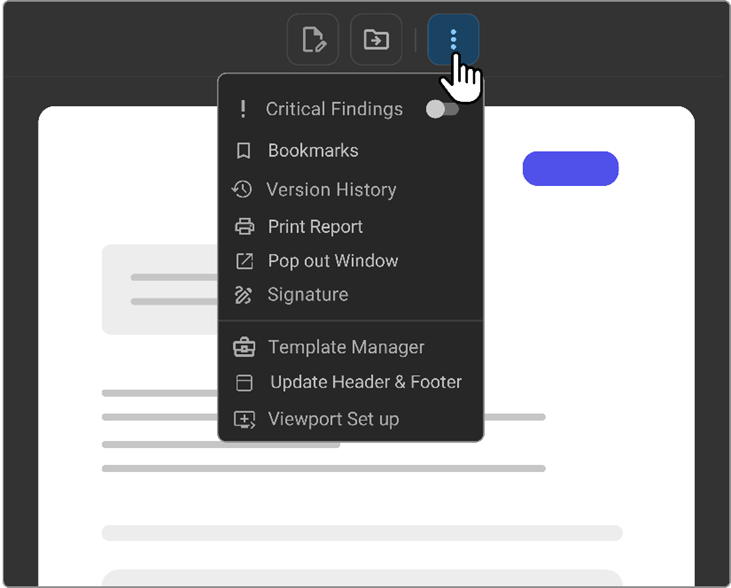 Critical Findings
Bookmarks
Version History
Print Report
Pop out Window
Signature
Template Manager
Update Header & Footer
Viewport Set up